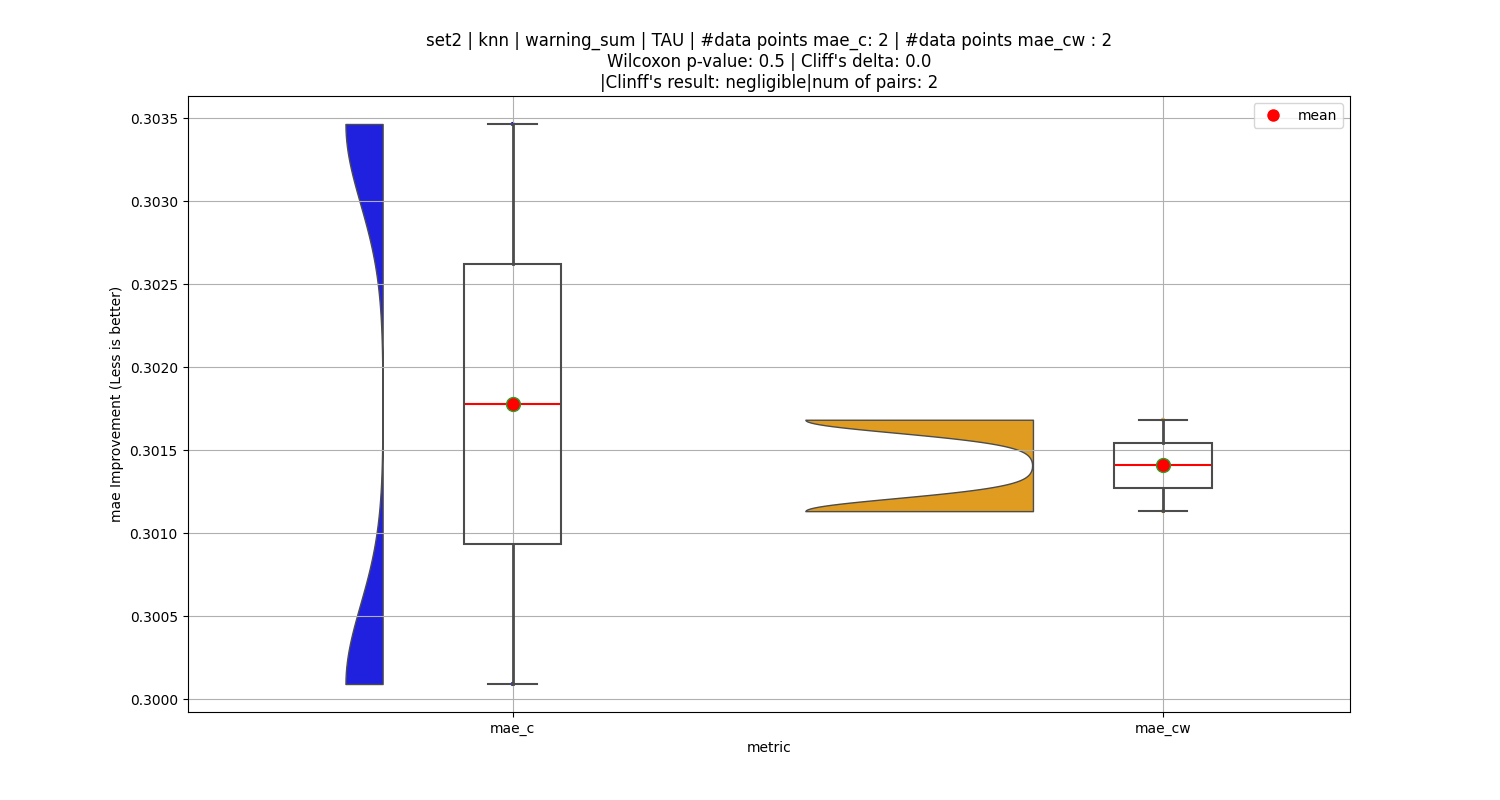 set2 | knn | warning_sum | TAU | #data points mae_c: 2 | #data points mae_cw : 2
Wilcoxon p-value: 0.5 | Cliff's delta: 0.0
|Clinff's result: negligible|num of pairs: 2
mean
mae Improvement (Less is better)
0.3035
0.3030
0.3025
0.3020
0.3015
0.3010
0.3005
0.3000
mae_c
mae_cw
metric